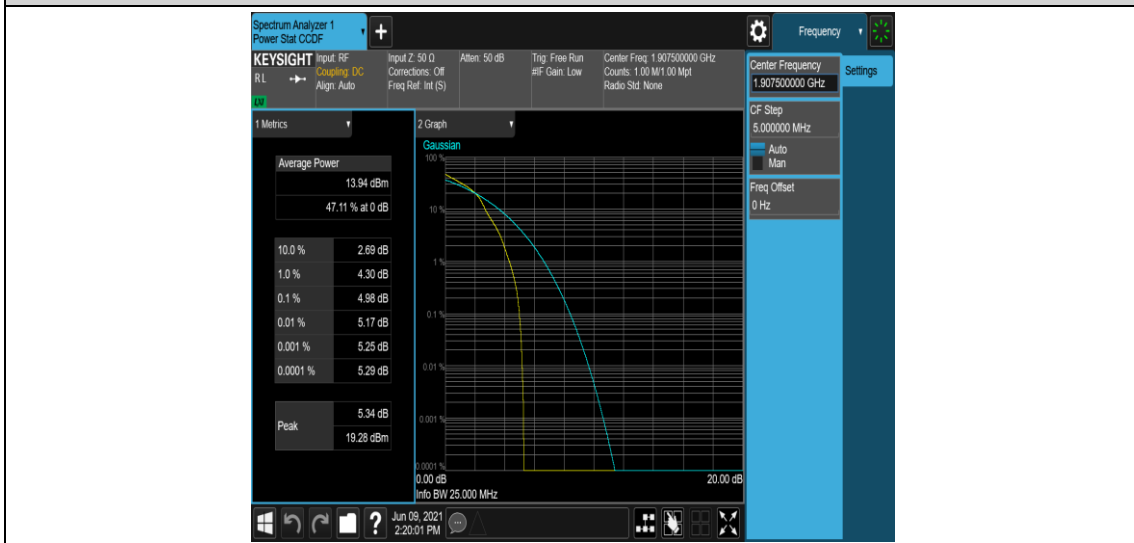 Spectrum Analyzer 1
Power Stat CCDF
+
Frequency
KEYSIGHT
RL
LXI
Input: RF
Coupling: DC
Align: Auto
Input Z: 50 Ω
Corrections: Off
Freq Ref: Int (S)
Atten: 50 dB
Trig: Free Run
#IF Gain: Low
Center Freq: 1.907500000 GHz
Counts: 1.00 M/1.00 Mpt
Radio Std: None
Center Frequency
1.907500000 GHz
Settings
CF Step
5.000000 MHz
Auto
Man
Freq Offset
0 Hz
1 Metrics
Average Power
13.94 dBm
47.11 % at 0 dB
10.0 % 2.69 dB
1.0 % 4.30 dB
0.1 % 4.98 dB
0.01 % 5.17 dB
0.001 % 5.25 dB
0.0001 % 5.29 dB
Peak 5.34 dB
19.28 dBm
2 Graph
Gaussian
100 %
10 %
1 %
0.1 %
0.01 %
0.001 %
0.0001 %
0.00 dB 20.00 dB
Info BW 25.000 MHz
?
Jun 09, 2021
2:20:01 PM